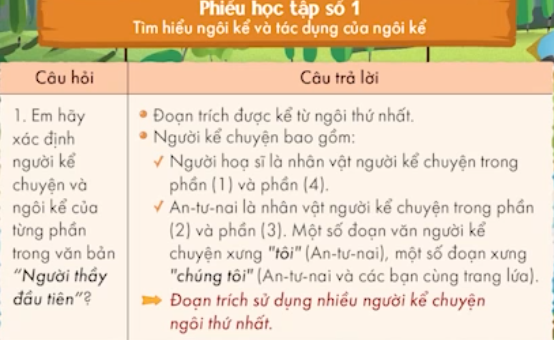 Phiếu học tập số 1
Tìm hiểu ngôi kể và tác dụng của ngôi kể
Câu hỏi
Câu trả lời
1. Em hãy
xác định
người kể
chuyện và
ngôi kể của
từng phần
trong văn bản
"Người thầy
đầu tiên"?
• Đoạn trích được kể từ ngôi thứ nhất.
• Người kể chuyện bao gồm:
✓ Người hoạ sĩ là nhân vật người kể chuyện trong
phần (1) và phần (4).
✓ An-tư-nai là nhân vật người kể chuyện trong phần
(2) và phần (3). Một số đoạn văn người kể
chuyện xưng "tôi" (An-tư-nai), một số đoạn xưng
"chúng tôi" (An-tư-nai và các bạn cùng trang lứa).
Đoạn trích sử dụng nhiều người kể chuyện
ngôi thứ nhất.